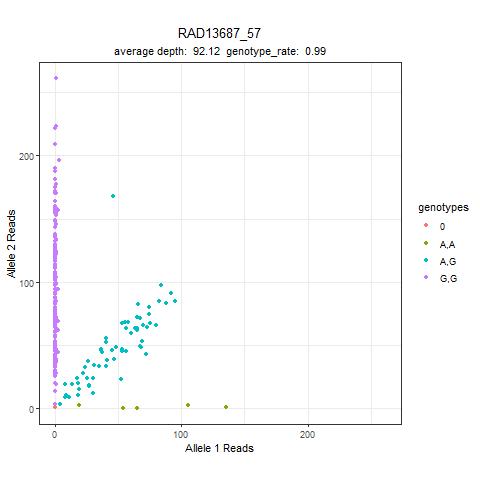 RAD13687_57
average depth:  92.12  genotype_rate:  0.99
Allele 2 Reads
200
100
0
0
100
200
Allele 1 Reads
genotypes
0
A,A
A,G
G,G